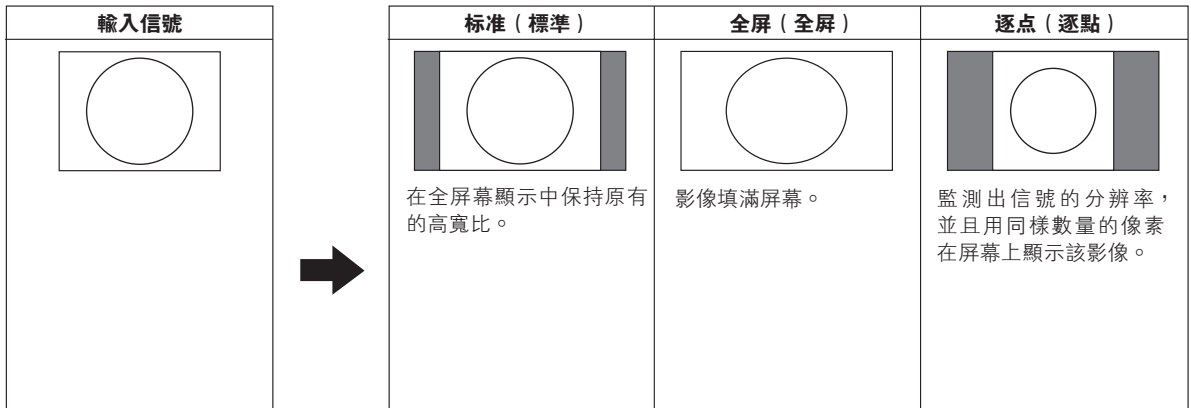 輸入信號
标准（標準）
全屏（全屏）
逐点（逐點）
在全屏幕顯示中保持原有
的高寬比。
影像填滿屏幕。
監測出信號的分辨率，
並且用同樣數量的像素
在屏幕上顯示該影像。